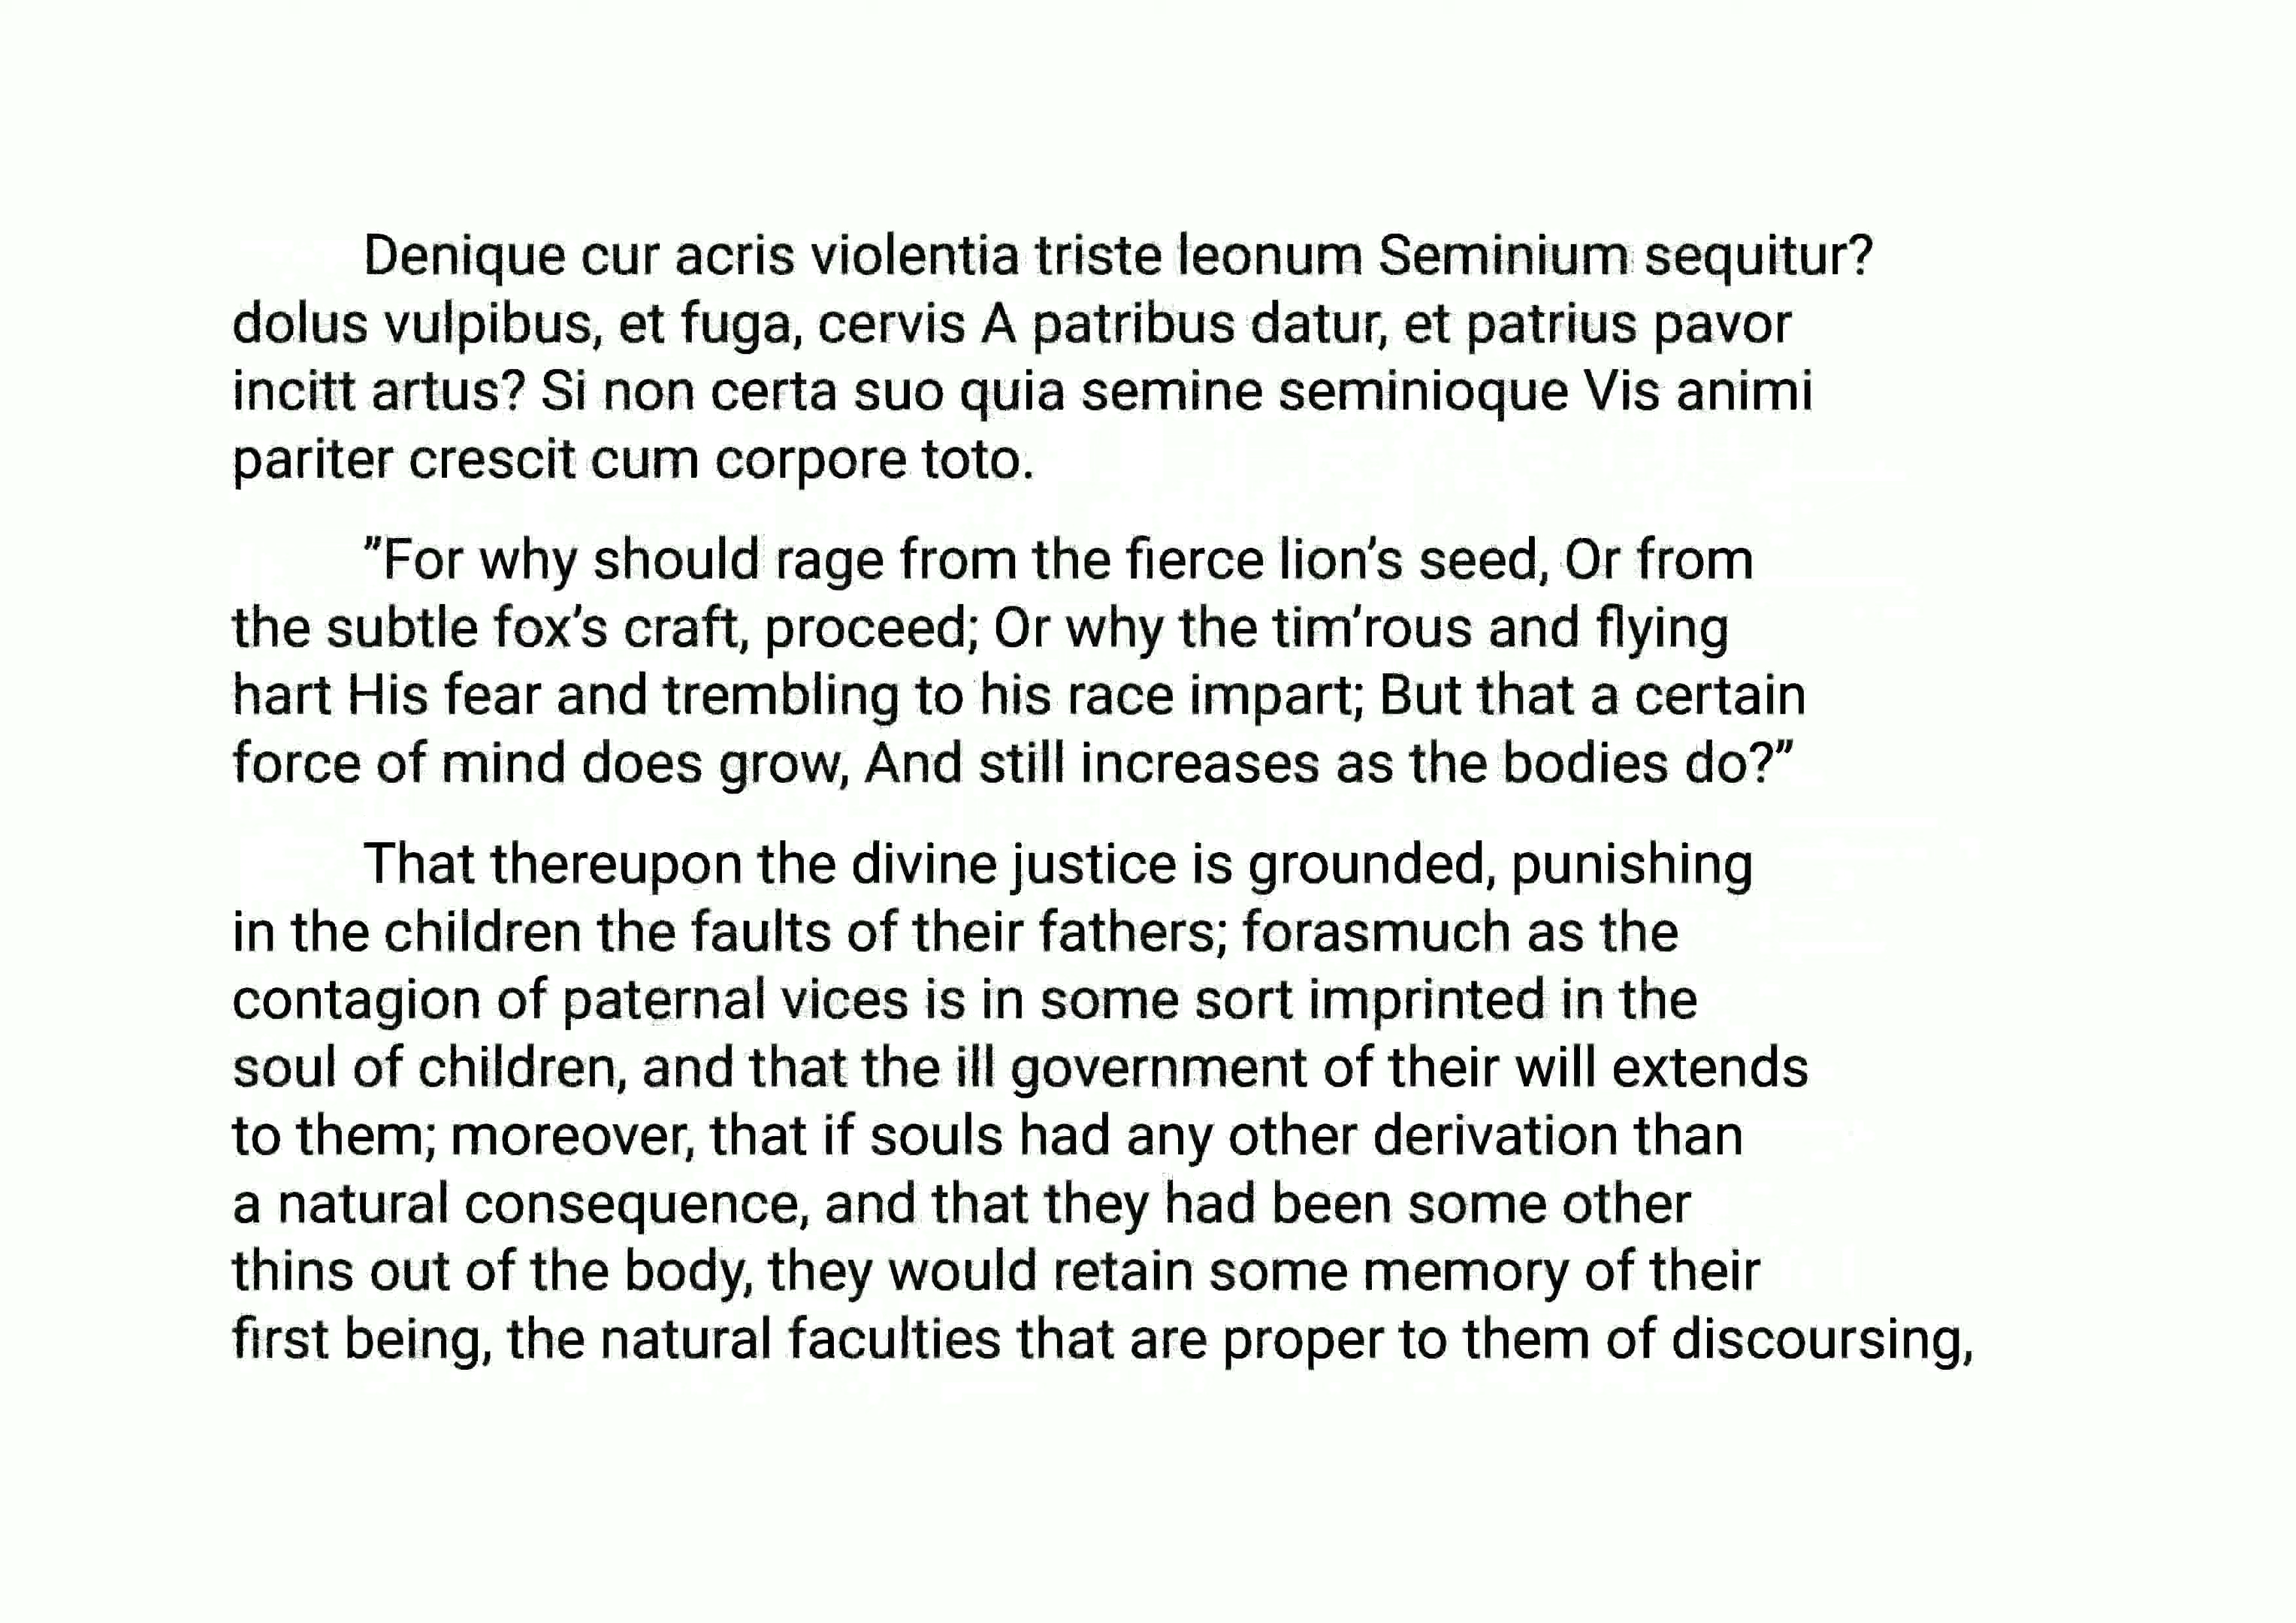 Denique cur acris violentia triste leonum Seminium sequitur?
dolus vulpibus, et fuga, cervis A patribus datur, et patrius pavor
incitt artus? Si non certa suo quia semine seminioque Vis animi
pariter crescit cum corpore toto.
”For why should rage from the fierce lion’s seed, Or from
the subtle fox’s craft, proceed; Or why the tim’rous and flying
hart His fear and trembling to his race impart; But that a certain
force of mind does grow, And still increases as the bodies do?”
That thereupon the divine justice is grounded, punishing
in the children the faults of their fathers; forasmuch as the
contagion of paternal vices is in some sort imprinted in the
soul of children, and that the ill government of their will extends
to them; moreover, that if souls had any other derivation than
a natural consequence, and that they had been some other
thins out of the body, they would retain some memory of their
first being, the natural faculties that are proper to them of discoursing,